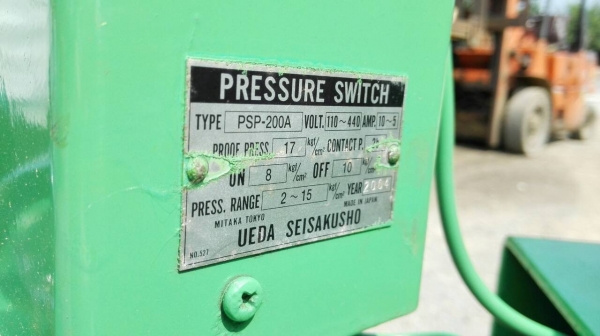 PRESSURE SWITCH
TYPE PSP-200A VOLT. 110~440 AMP. 10~5
PROOF PRESS. 17 kgf/cm² CONTACT P.
ON 8 kgf/cm² OFF 10 kgf/cm²
PRESS. RANGE 2~15 kgf/cm² YEAR 2004
MITAKA TOKYO MADE IN JAPAN
UEDA SEISAKUSHO
NO.527